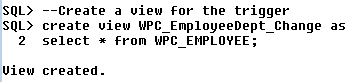 SQL> --Create a view for the trigger
SQL> create view WPC_EmployeeDept_Change as
2 select * from WPC_EMPLOYEE;
View created.